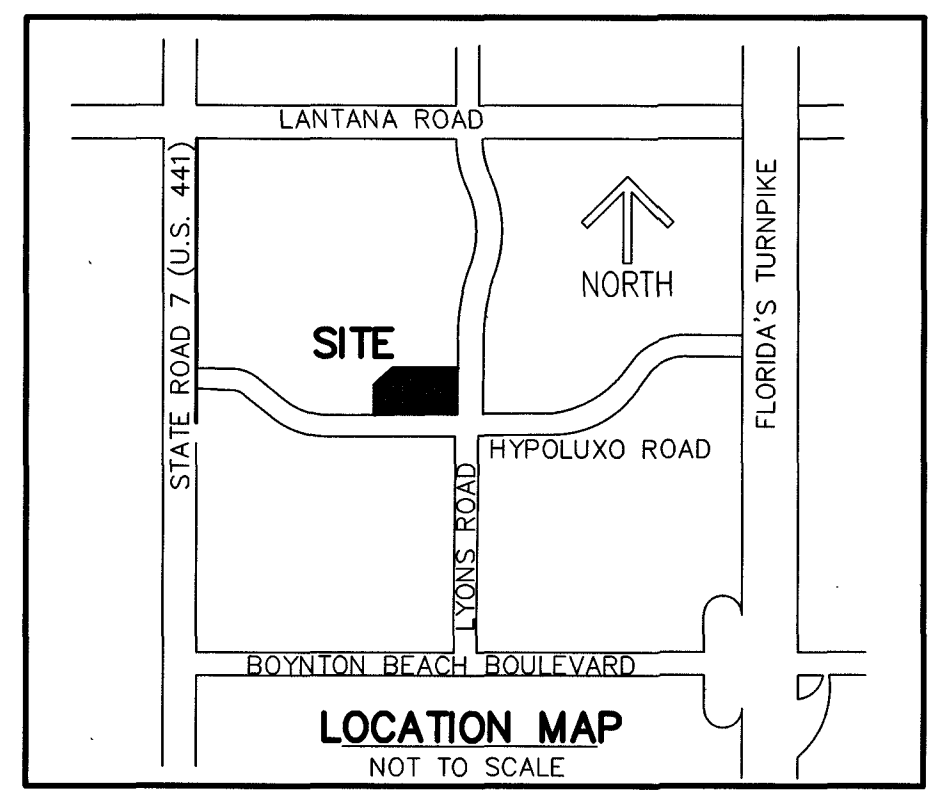 LANTANA ROAD
STATE ROAD 7 (U.S. 441)
FLORIDA'S TURNPIKE
NORTH
SITE
HYPOLUXO ROAD
LYONS ROAD
BOYNTON BEACH BOULEVARD
LOCATION MAP
NOT TO SCALE